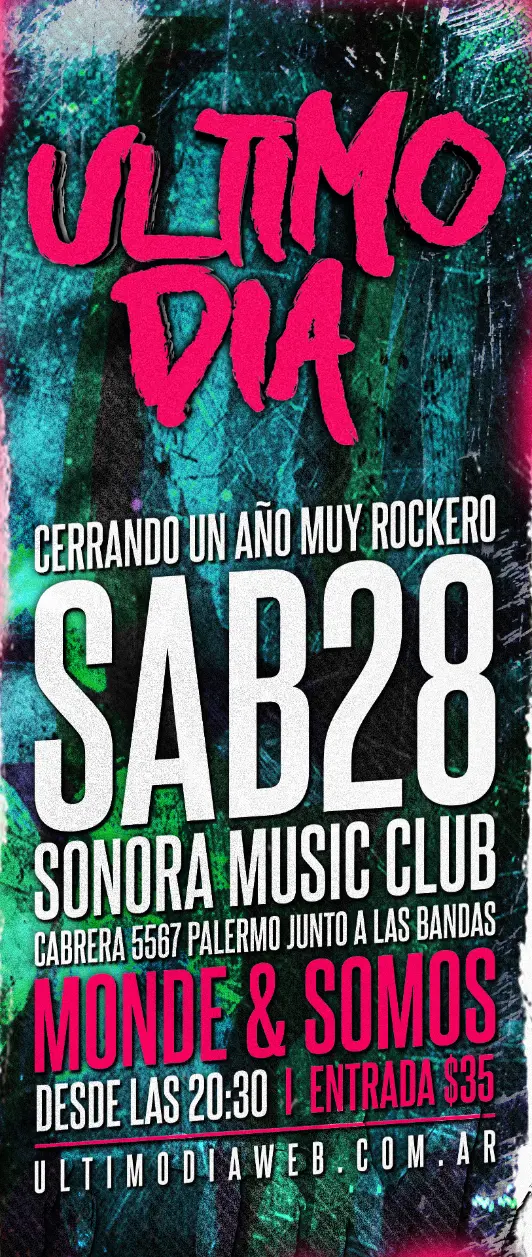 ULTIMO
DIA
CERRANDO UN AÑO MUY ROCKERO
SAB28
SONORA MUSIC CLUB
CABRERA 5567 PALERMO JUNTO A LAS BANDAS
MONDE & SOMOS
DESDE LAS 20:30 | ENTRADA $35
ULTIMODIAWEB.COM.AR